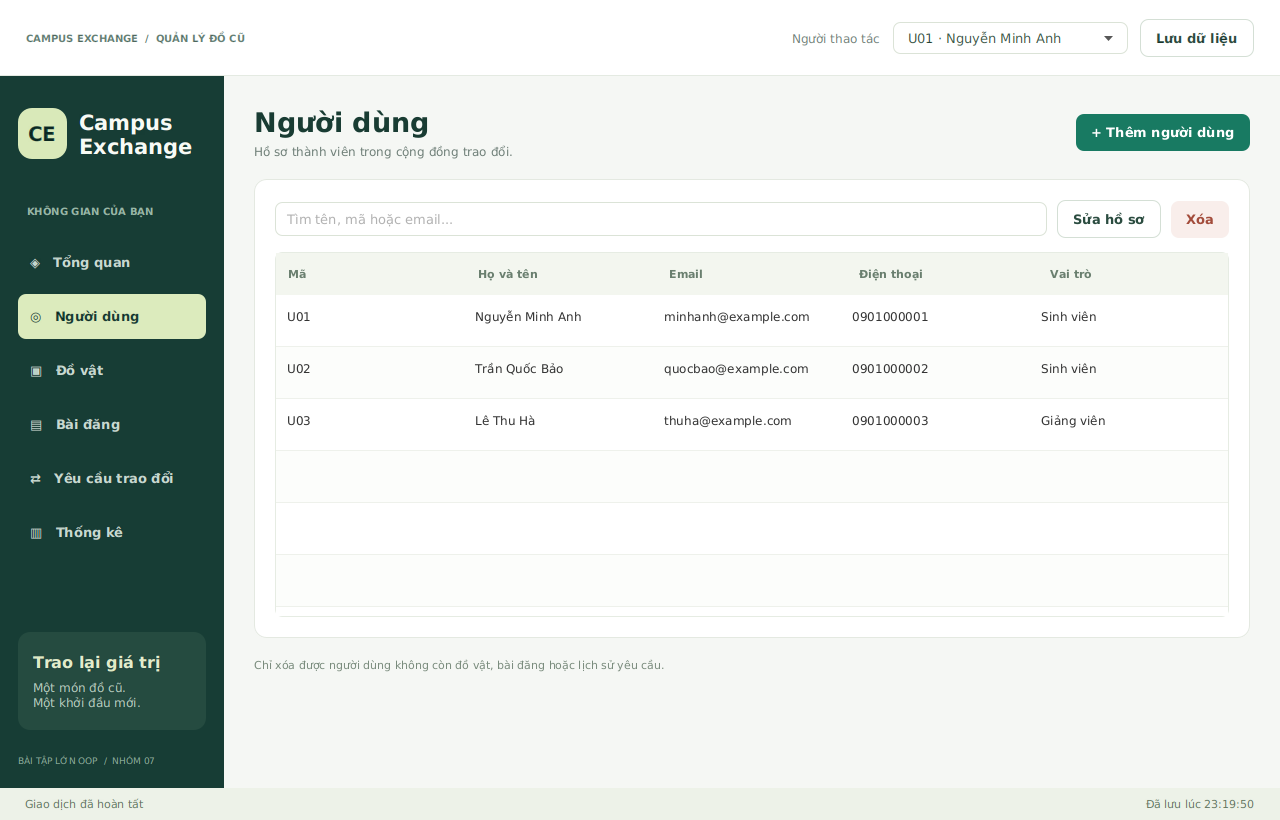 CAMPUS EXCHANGE / QUẢN LÝ ĐỒ CŨ
Người thao tác
U01 · Nguyễn Minh Anh
Lưu dữ liệu
CE
Campus
Exchange
KHÔNG GIAN CỦA BẠN
Tổng quan
Người dùng
Đồ vật
Bài đăng
Yêu cầu trao đổi
Thống kê
Trao lại giá trị
Một món đồ cũ.
Một khởi đầu mới.
BÀI TẬP LỚN OOP / NHÓM 07
Người dùng
Hồ sơ thành viên trong cộng đồng trao đổi.
+ Thêm người dùng
Tìm tên, mã hoặc email...
Sửa hồ sơ
Xóa
Mã Họ và tên Email Điện thoại Vai trò
U01 Nguyễn Minh Anh minhanh@example.com 0901000001 Sinh viên
U02 Trần Quốc Bảo quocbao@example.com 0901000002 Sinh viên
U03 Lê Thu Hà thuha@example.com 0901000003 Giảng viên
Chỉ xóa được người dùng không còn đồ vật, bài đăng hoặc lịch sử yêu cầu.
Giao dịch đã hoàn tất
Đã lưu lúc 23:19:50